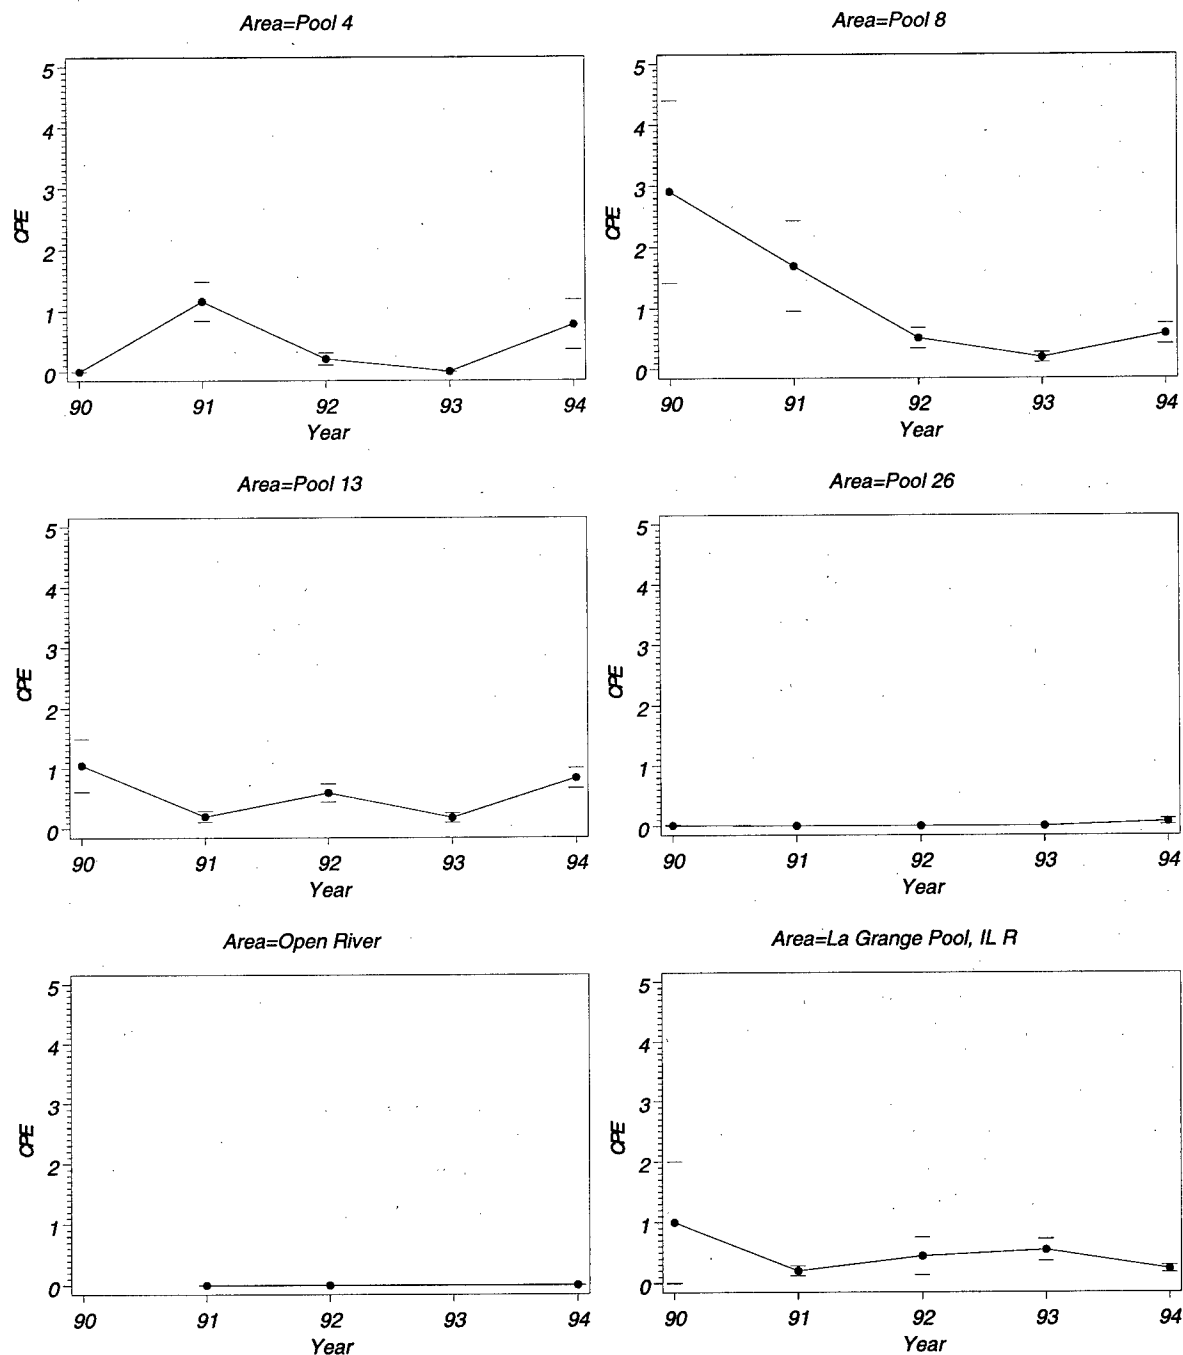 Area=Pool 4
5
4
3
2
1
0
CPE
90 91 92 93 94
Year
Area=Pool 8
5
4
3
2
1
0
CPE
90 91 92 93 94
Year
Area=Pool 13
5
4
3
2
1
0
CPE
90 91 92 93 94
Year
Area=Pool 26
5
4
3
2
1
0
CPE
90 91 92 93 94
Year
Area=Open River
5
4
3
2
1
0
CPE
90 91 92 93 94
Year
Area=La Grange Pool, IL R
5
4
3
2
1
0
CPE
90 91 92 93 94
Year